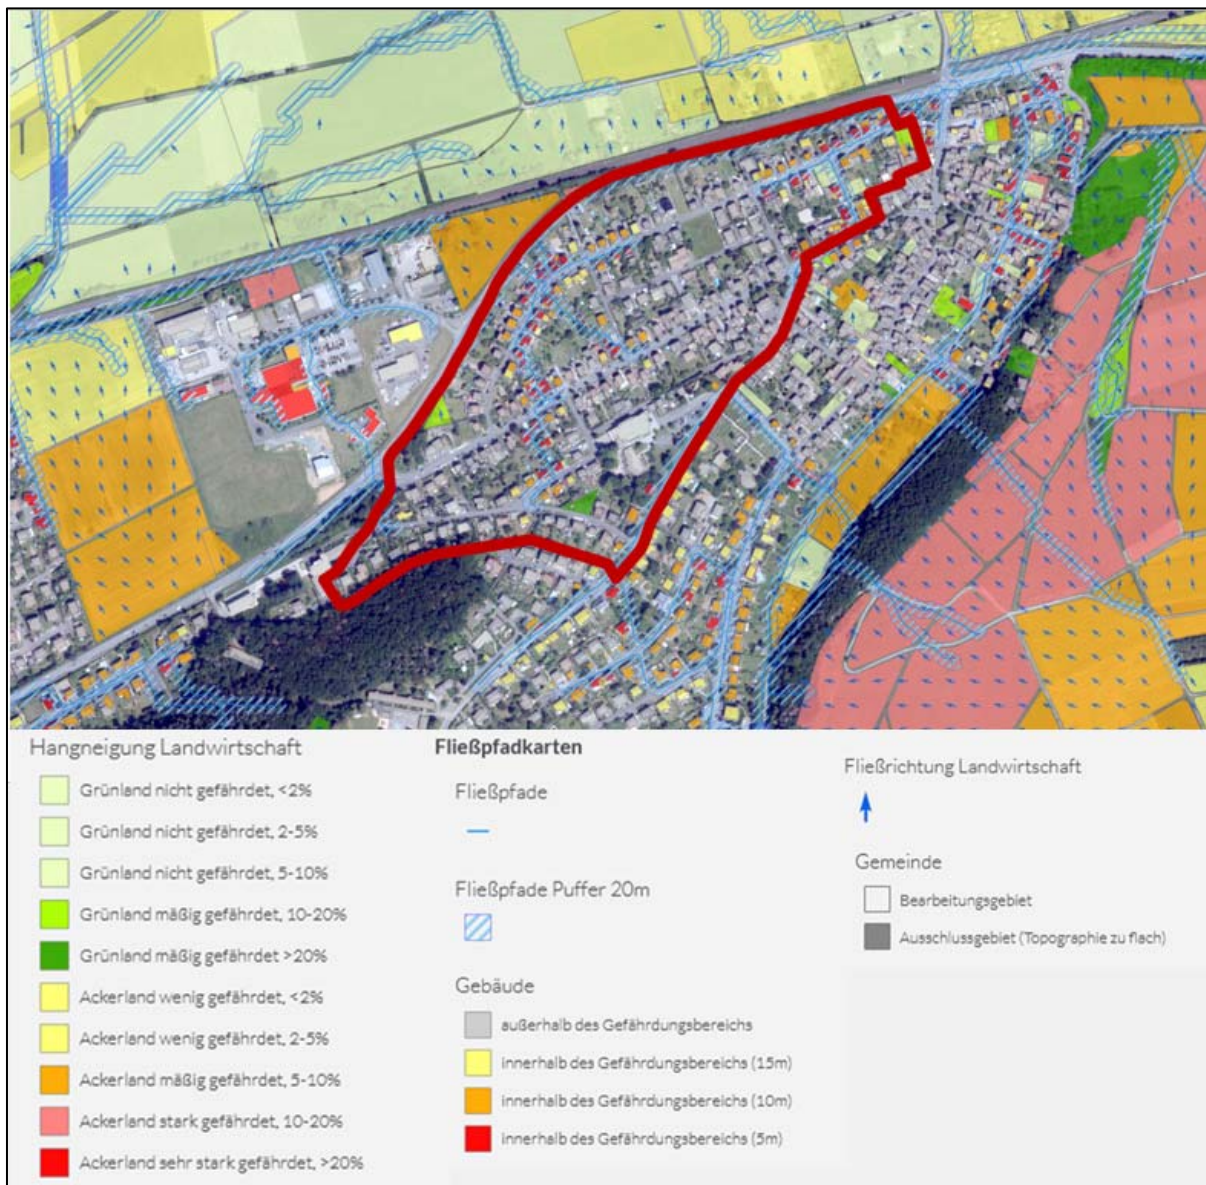 Hangneigung Landwirtschaft
Grünland nicht gefährdet, <2%
Grünland nicht gefährdet, 2-5%
Grünland nicht gefährdet, 5-10%
Grünland mäßig gefährdet, 10-20%
Grünland mäßig gefährdet >20%
Ackerland wenig gefährdet, <2%
Ackerland wenig gefährdet, 2-5%
Ackerland mäßig gefährdet, 5-10%
Ackerland stark gefährdet, 10-20%
Ackerland sehr stark gefährdet, >20%
Fließpfadkarten
Fließpfade
Fließpfade Puffer 20m
Gebäude
außerhalb des Gefährdungsbereichs
innerhalb des Gefährdungsbereichs (15m)
innerhalb des Gefährdungsbereichs (10m)
innerhalb des Gefährdungsbereichs (5m)
Fließrichtung Landwirtschaft
Gemeinde
Bearbeitungsgebiet
Ausschlussgebiet (Topographie zu flach)